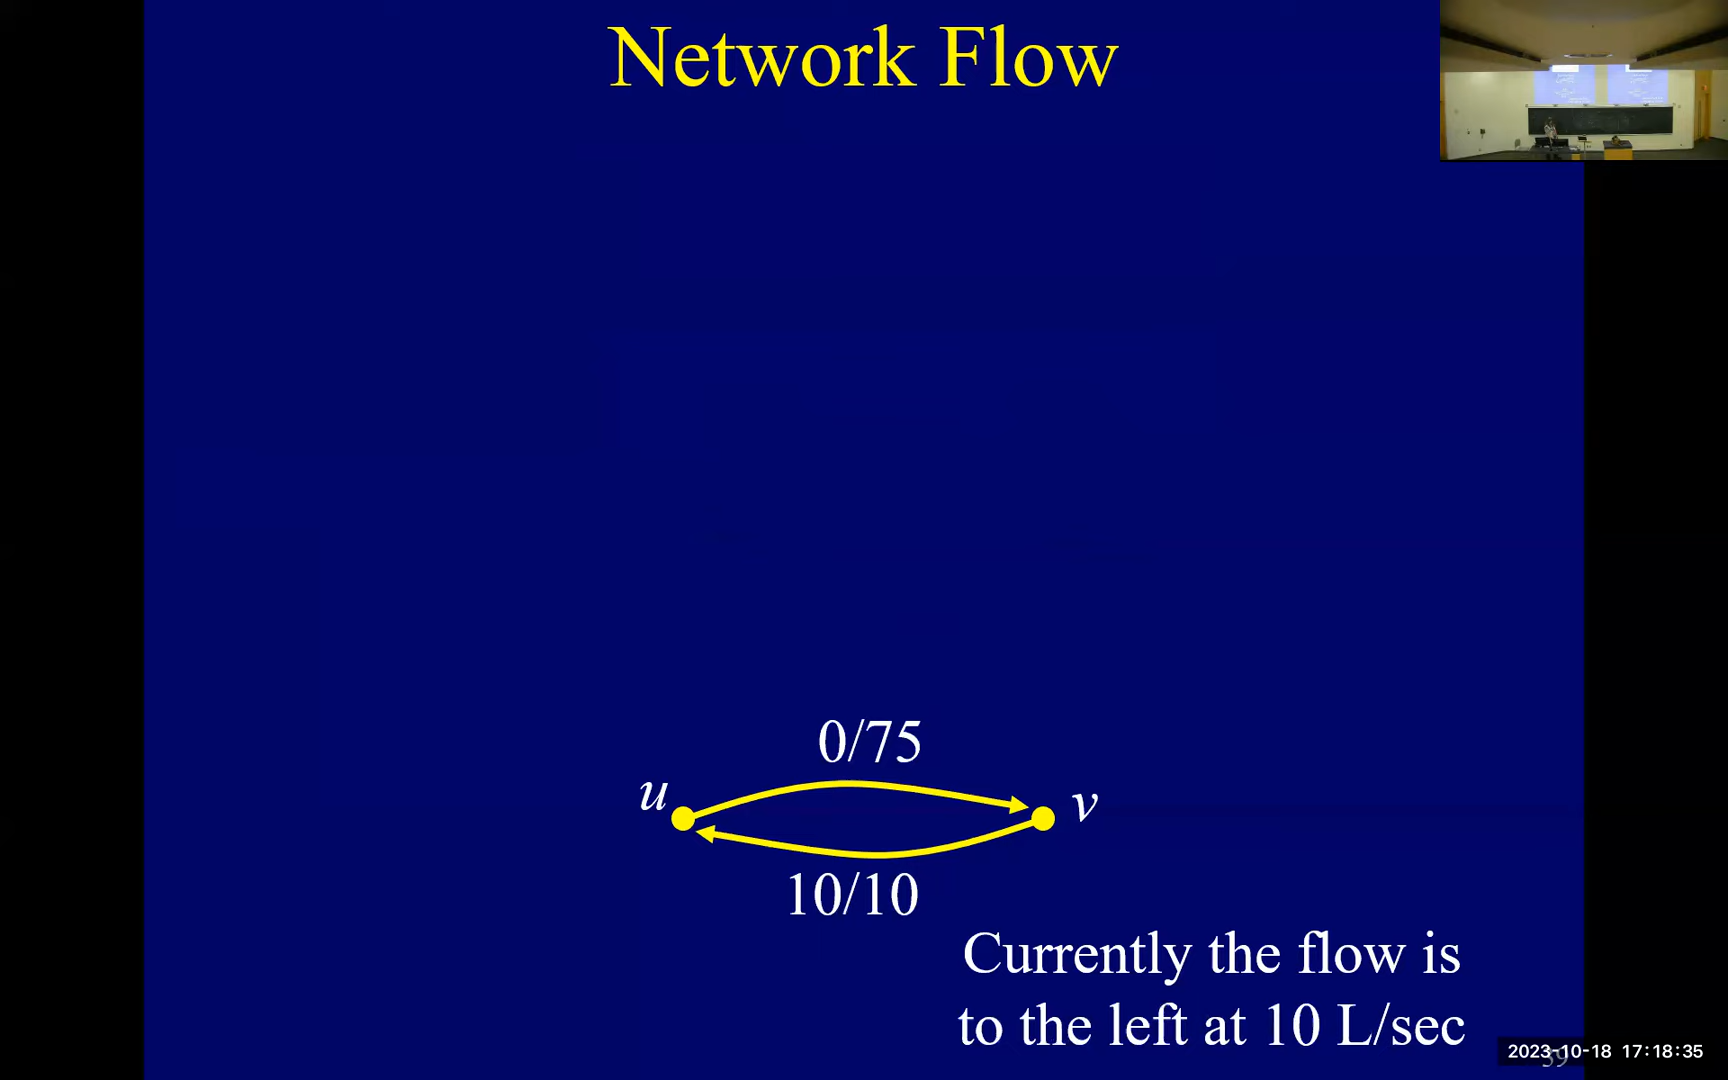 Network Flow
0/75
u
v
10/10
Currently the flow is
to the left at 10 L/sec
2023-10-18 17:18:35
39